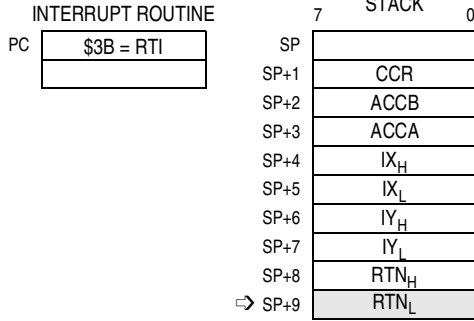 STACK
INTERRUPT ROUTINE 7 0
PC $3B = RTI SP
SP+1 CCR
SP+2 ACCB
SP+3 ACCA
SP+4 IXH
SP+5 IXL
SP+6 IYH
SP+7 IYL
SP+8 RTNH
➩ SP+9 RTNL